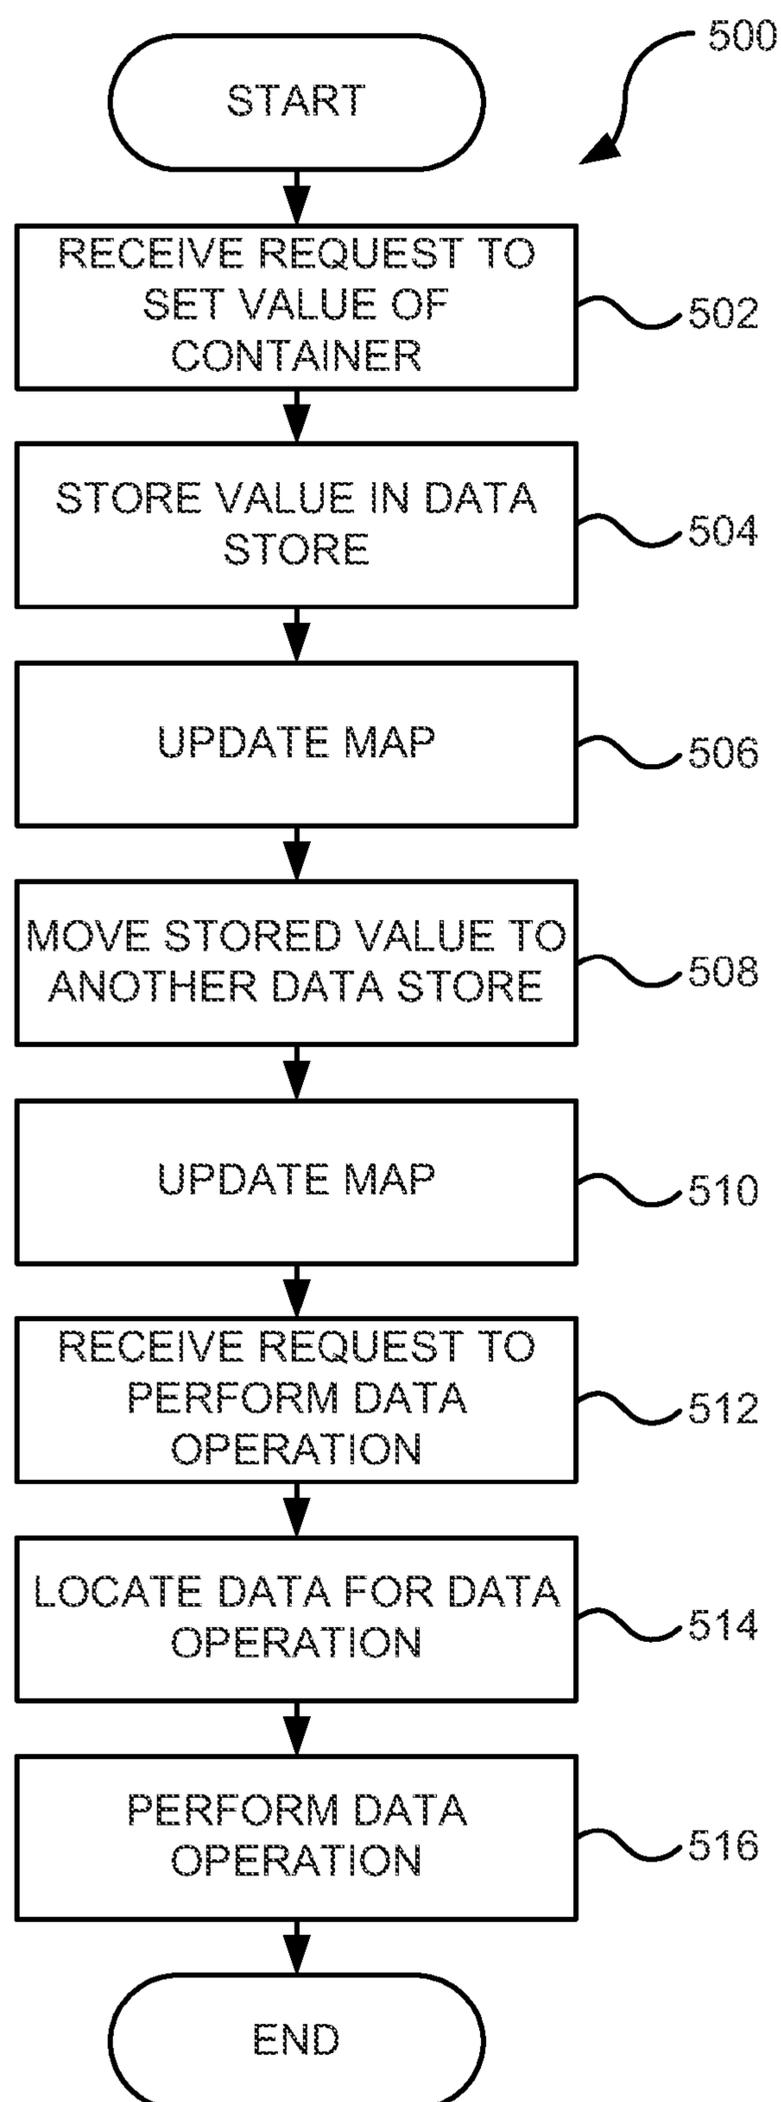 500
START
RECEIVE REQUEST TO
SET VALUE OF
CONTAINER
502
STORE VALUE IN DATA
STORE
504
UPDATE MAP
506
MOVE STORED VALUE TO
ANOTHER DATA STORE
508
UPDATE MAP
510
RECEIVE REQUEST TO
PERFORM DATA
OPERATION
512
LOCATE DATA FOR DATA
OPERATION
514
PERFORM DATA
OPERATION
516
END